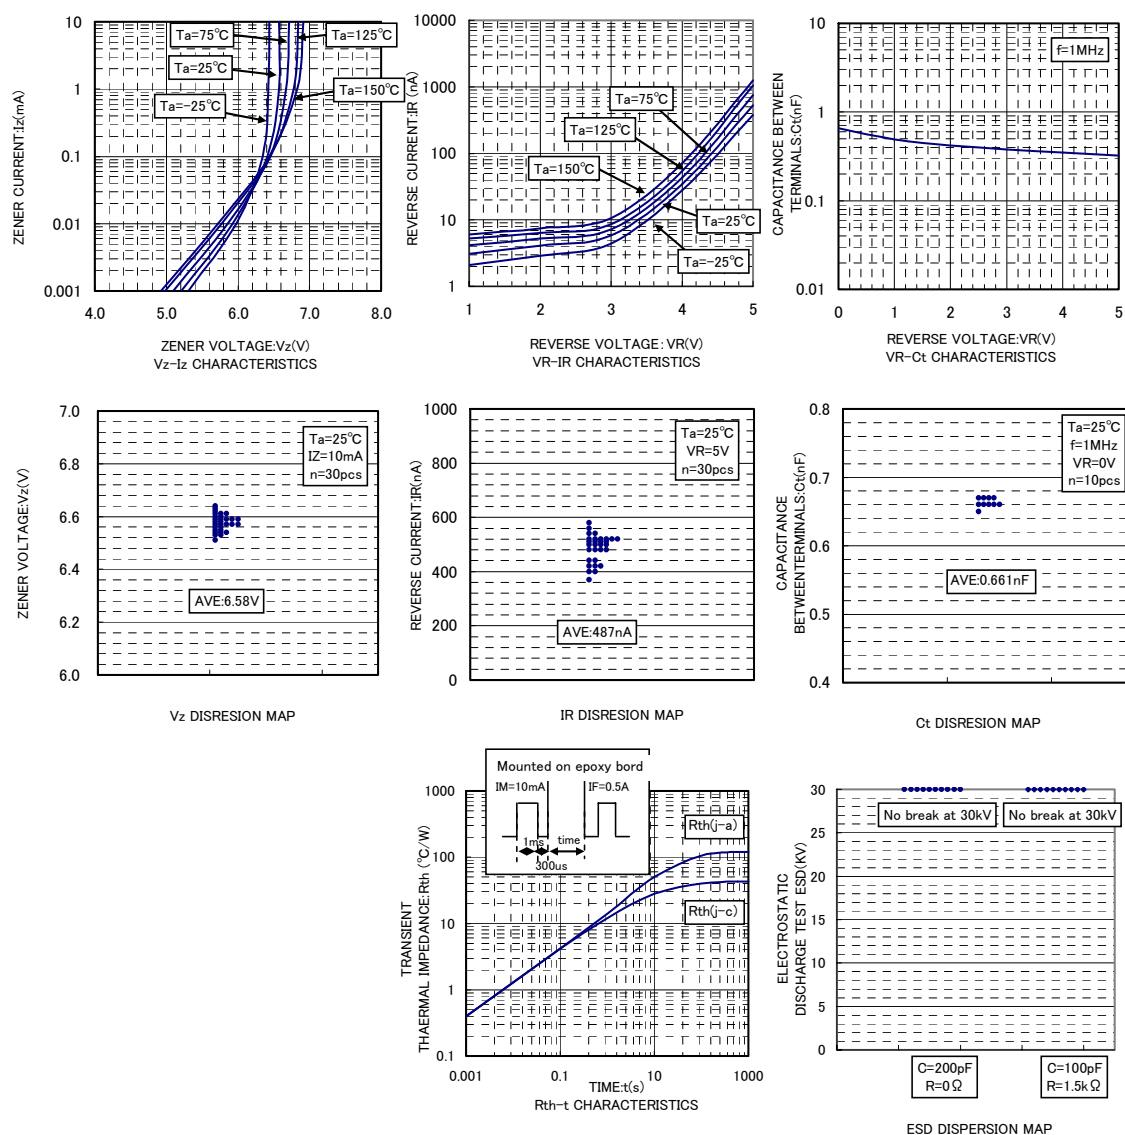 ZENER CURRENT:Iz(mA)
10
1
0.1
0.01
0.001
Ta=75℃
Ta=125℃
Ta=25℃
Ta=-25℃
Ta=150℃
4.0 5.0 6.0 7.0 8.0
ZENER VOLTAGE:Vz(V)
Vz-Iz CHARACTERISTICS
REVERSE CURRENT:IR (nA)
10000
1000
100
10
1
Ta=75℃
Ta=125℃
Ta=150℃
Ta=25℃
Ta=-25℃
1 2 3 4 5
REVERSE VOLTAGE:VR(V)
VR-IR CHARACTERISTICS
CAPACITANCE BETWEEN
TERMINALS:Ct(nF)
10
1
0.1
0.01
f=1MHz
0 1 2 3 4 5
REVERSE VOLTAGE:VR(V)
VR-Ct CHARACTERISTICS
ZENER VOLTAGE:Vz(V)
7.0
6.8
6.6
6.4
6.2
6.0
Ta=25℃
IZ=10mA
n=30pcs
AVE:6.58V
Vz DISRESION MAP
REVERSE CURRENT:IR(nA)
1000
800
600
400
200
0
Ta=25℃
VR=5V
n=30pcs
AVE:487nA
IR DISRESION MAP
CAPACITANCE
BETWEENTERMINALS:Ct(nF)
0.8
0.7
0.6
0.5
0.4
Ta=25℃
f=1MHz
VR=0V
n=10pcs
AVE:0.661nF
Ct DISRESION MAP
TRANSIENT
THAERMAL IMPEDANCE:Rth (℃/W)
1000
100
10
1
0.1
Mounted on epoxy bord
IM=10mA IF=0.5A
1ms time
300us
Rth(j-a)
Rth(j-c)
0.001 0.1 10 1000
TIME:t(s)
Rth-t CHARACTERISTICS
ELECTROSTATIC
DISCHARGE TEST ESD(KV)
30
25
20
15
10
5
0
No break at 30kV No break at 30kV
C=200pF
R=0Ω
C=100pF
R=1.5kΩ
ESD DISPERSION MAP